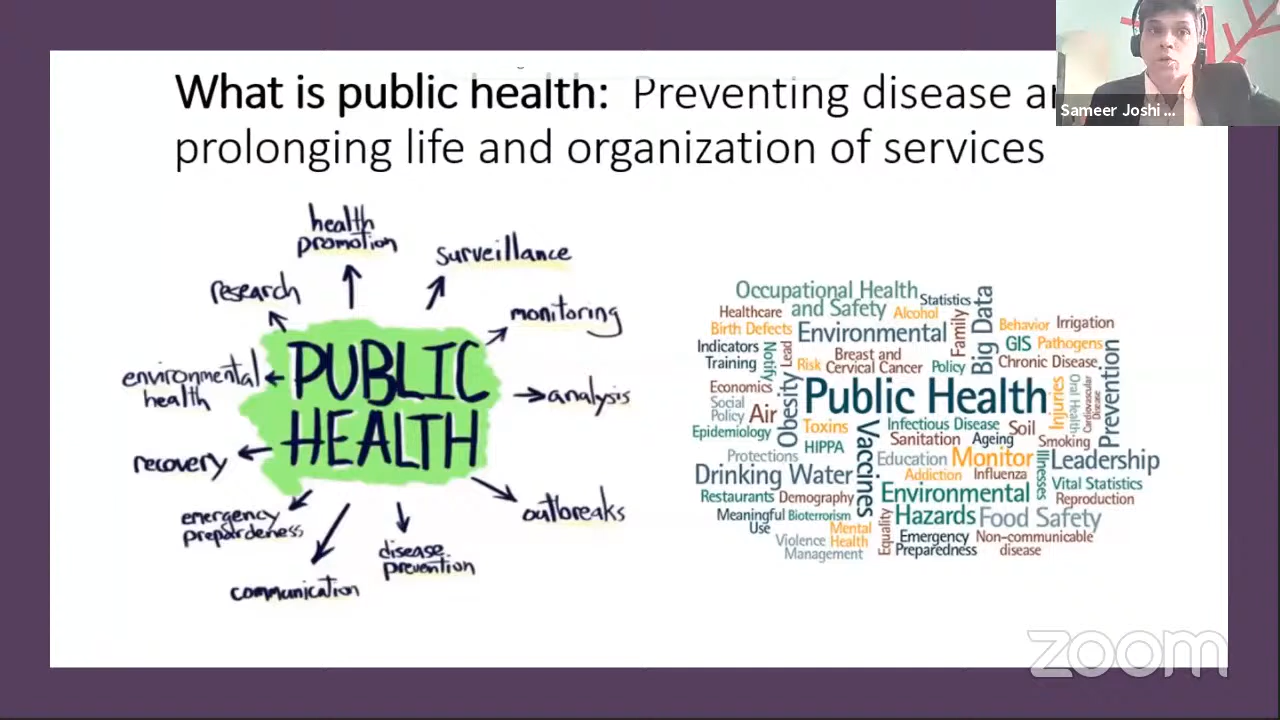 What is public health: Preventing disease
prolonging life and organization of services
Sameer Joshi ...
health
promotion
surveillance
research
monitoring
environmental
health
PUBLIC
HEALTH
analysis
recovery
outbreaks
emergency
prepardeness
disease
prevention
communication
Occupational Health
and Safety
Statistics
Healthcare
Alcohol
Family
Big Data
Behavior
Irrigation
Birth Defects
Environmental
Indicators
Training
Notify
Lead
Risk
Breast and
Cervical Cancer
Policy
GIS
Pathogens
Chronic Disease
Prevention
Economics
Social
Policy
Air
Obesity
Public Health
Injuries
Oral Health
Cardiovascular
Disease
Epidemiology
Toxins
HIPPA
Vaccines
Infectious Disease
Soil
Sanitation
Ageing
Smoking
Protections
Education
Monitor
Illnesses
Leadership
Drinking Water
Addiction
Influenza
Vital Statistics
Restaurants
Demography
Environmental
Hazards
Reproduction
Meaningful
Use
Bioterrorism
Food Safety
Mental
Health
Equality
Emergency
Preparedness
Non-communicable
disease
Violence
Management
zoom